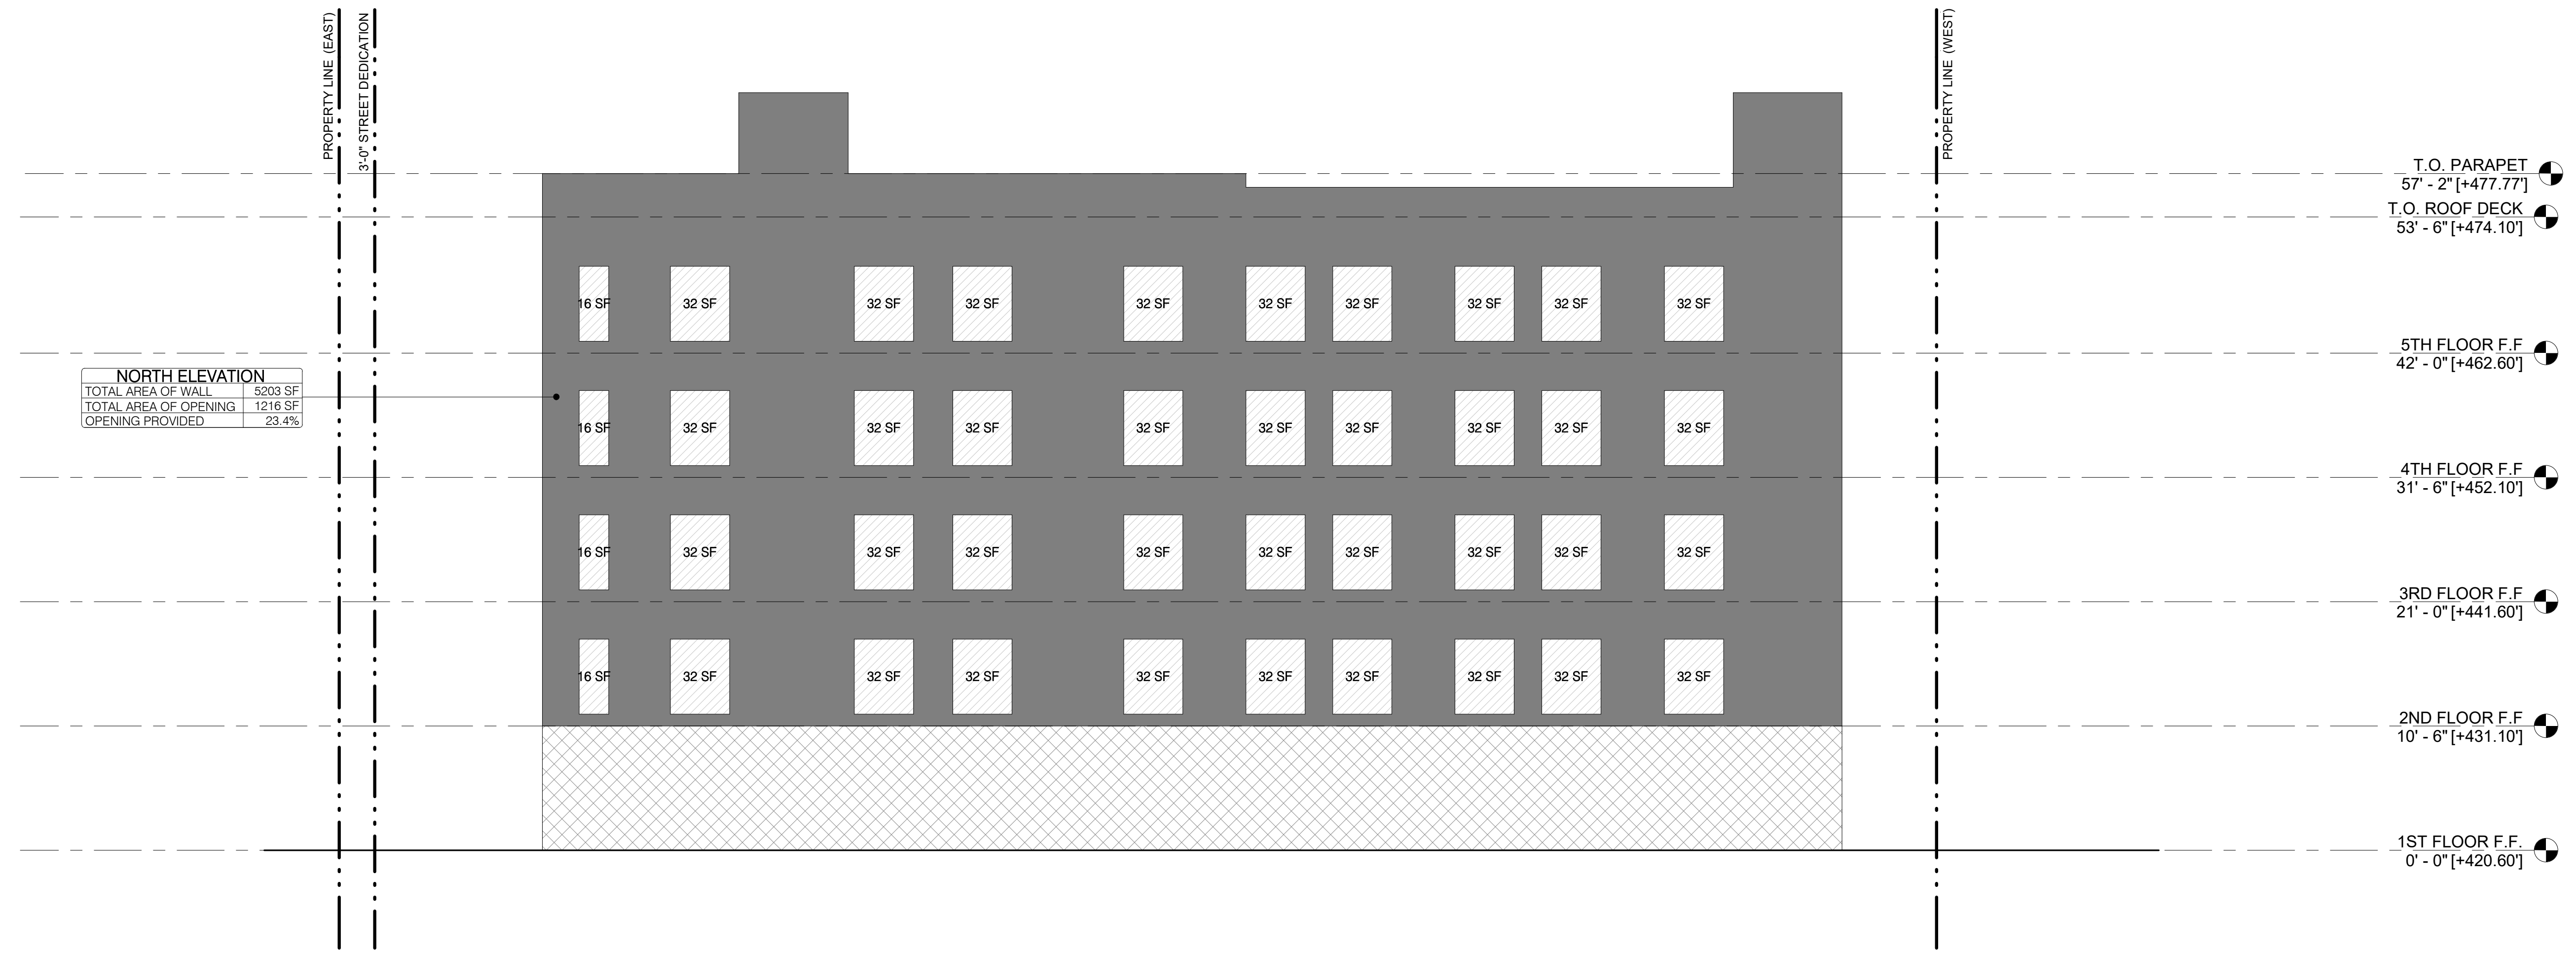 PROPERTY LINE (EAST)
3'-0" STREET DEDICATION
PROPERTY LINE (WEST)
T.O. PARAPET
57' - 2" [+477.77']
T.O. ROOF DECK
53' - 6" [+474.10']
16 SF 32 SF 32 SF 32 SF 32 SF 32 SF 32 SF 32 SF 32 SF 32 SF
5TH FLOOR F.F
42' - 0" [+462.60']
NORTH ELEVATION
TOTAL AREA OF WALL 5203 SF
TOTAL AREA OF OPENING 1216 SF
OPENING PROVIDED 23.4%
16 SF 32 SF 32 SF 32 SF 32 SF 32 SF 32 SF 32 SF 32 SF 32 SF
4TH FLOOR F.F
31' - 6" [+452.10']
16 SF 32 SF 32 SF 32 SF 32 SF 32 SF 32 SF 32 SF 32 SF 32 SF
3RD FLOOR F.F
21' - 0" [+441.60']
16 SF 32 SF 32 SF 32 SF 32 SF 32 SF 32 SF 32 SF 32 SF 32 SF
2ND FLOOR F.F
10' - 6" [+431.10']
1ST FLOOR F.F.
0' - 0" [+420.60']